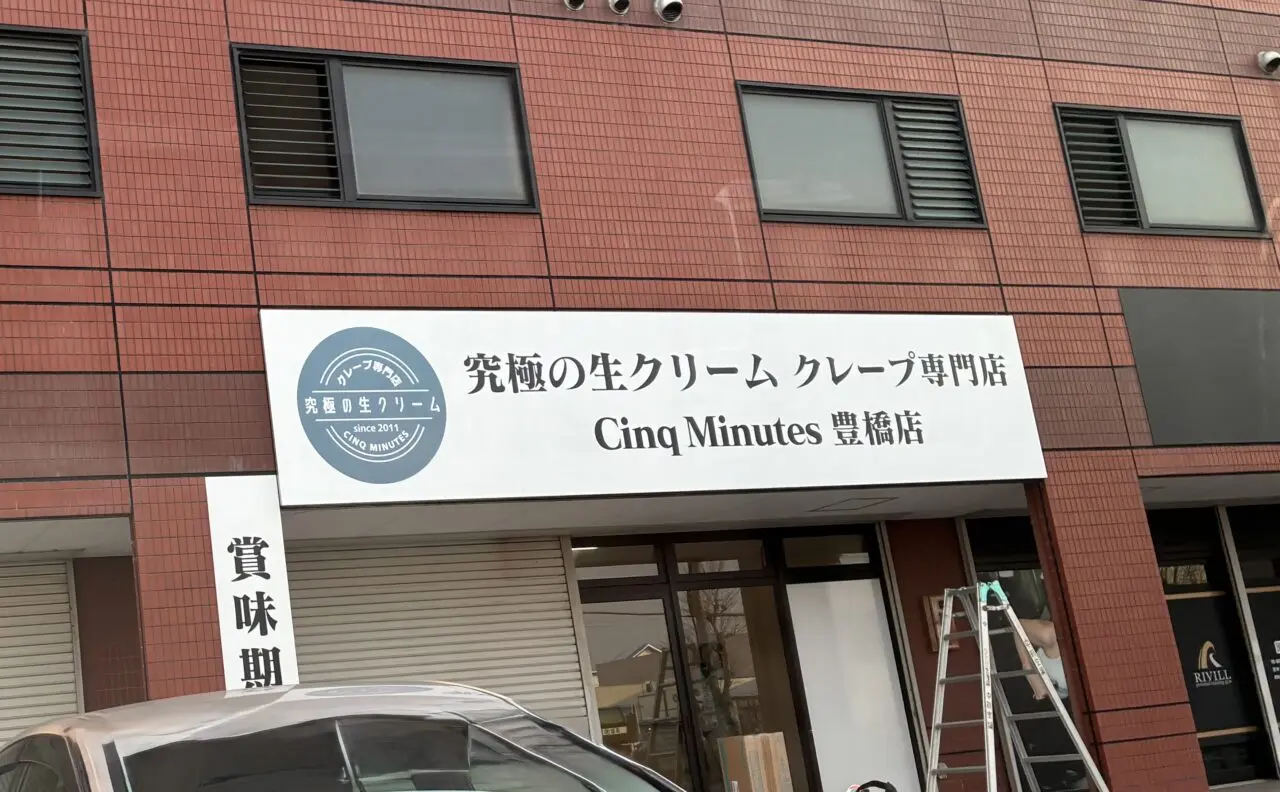 クレープ専門店
究極の生クリーム
since 2011
CINQ MINUTES
究極の生クリーム クレープ専門店
Cinq Minutes 豊橋店
賞味期
RIVILL